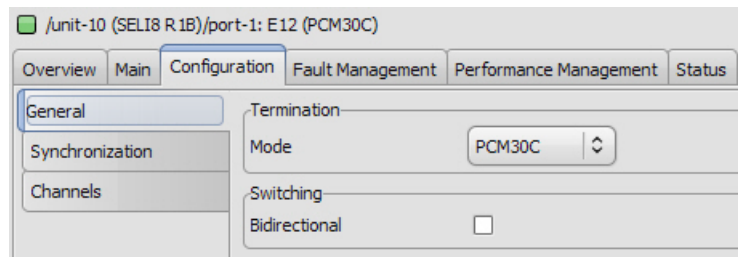 /unit-10 (SELI8 R1B)/port-1: E12 (PCM30C)
Overview Main Configuration Fault Management Performance Management Status
General
Synchronization
Channels
Termination
Mode PCM30C
Switching
Bidirectional